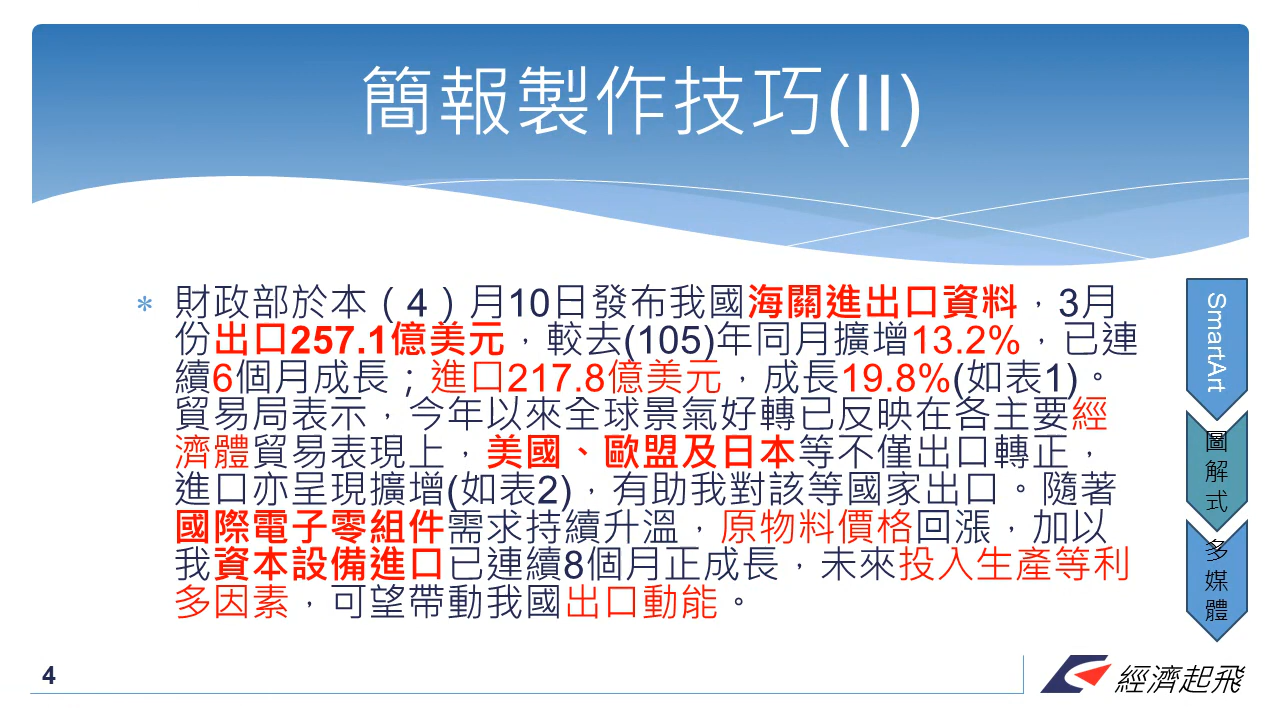 簡報製作技巧(II)
* 財政部於本（4）月10日發布我國海關進出口資料，3月
份出口257.1億美元，較去(105)年同月擴增13.2%，已連
續6個月成長；進口217.8億美元，成長19.8%(如表1)。
貿易局表示，今年以來全球景氣好轉已反映在各主要經
濟體貿易表現上，美國、歐盟及日本等不僅出口轉正，
進口亦呈現擴增(如表2)，有助我對該等國家出口。隨著
國際電子零組件需求持續升溫，原物料價格回漲，加以
我資本設備進口已連續8個月正成長，未來投入生產等利
多因素，可望帶動我國出口動能。
SmartArt
圖解式
多媒體
4
經濟起飛